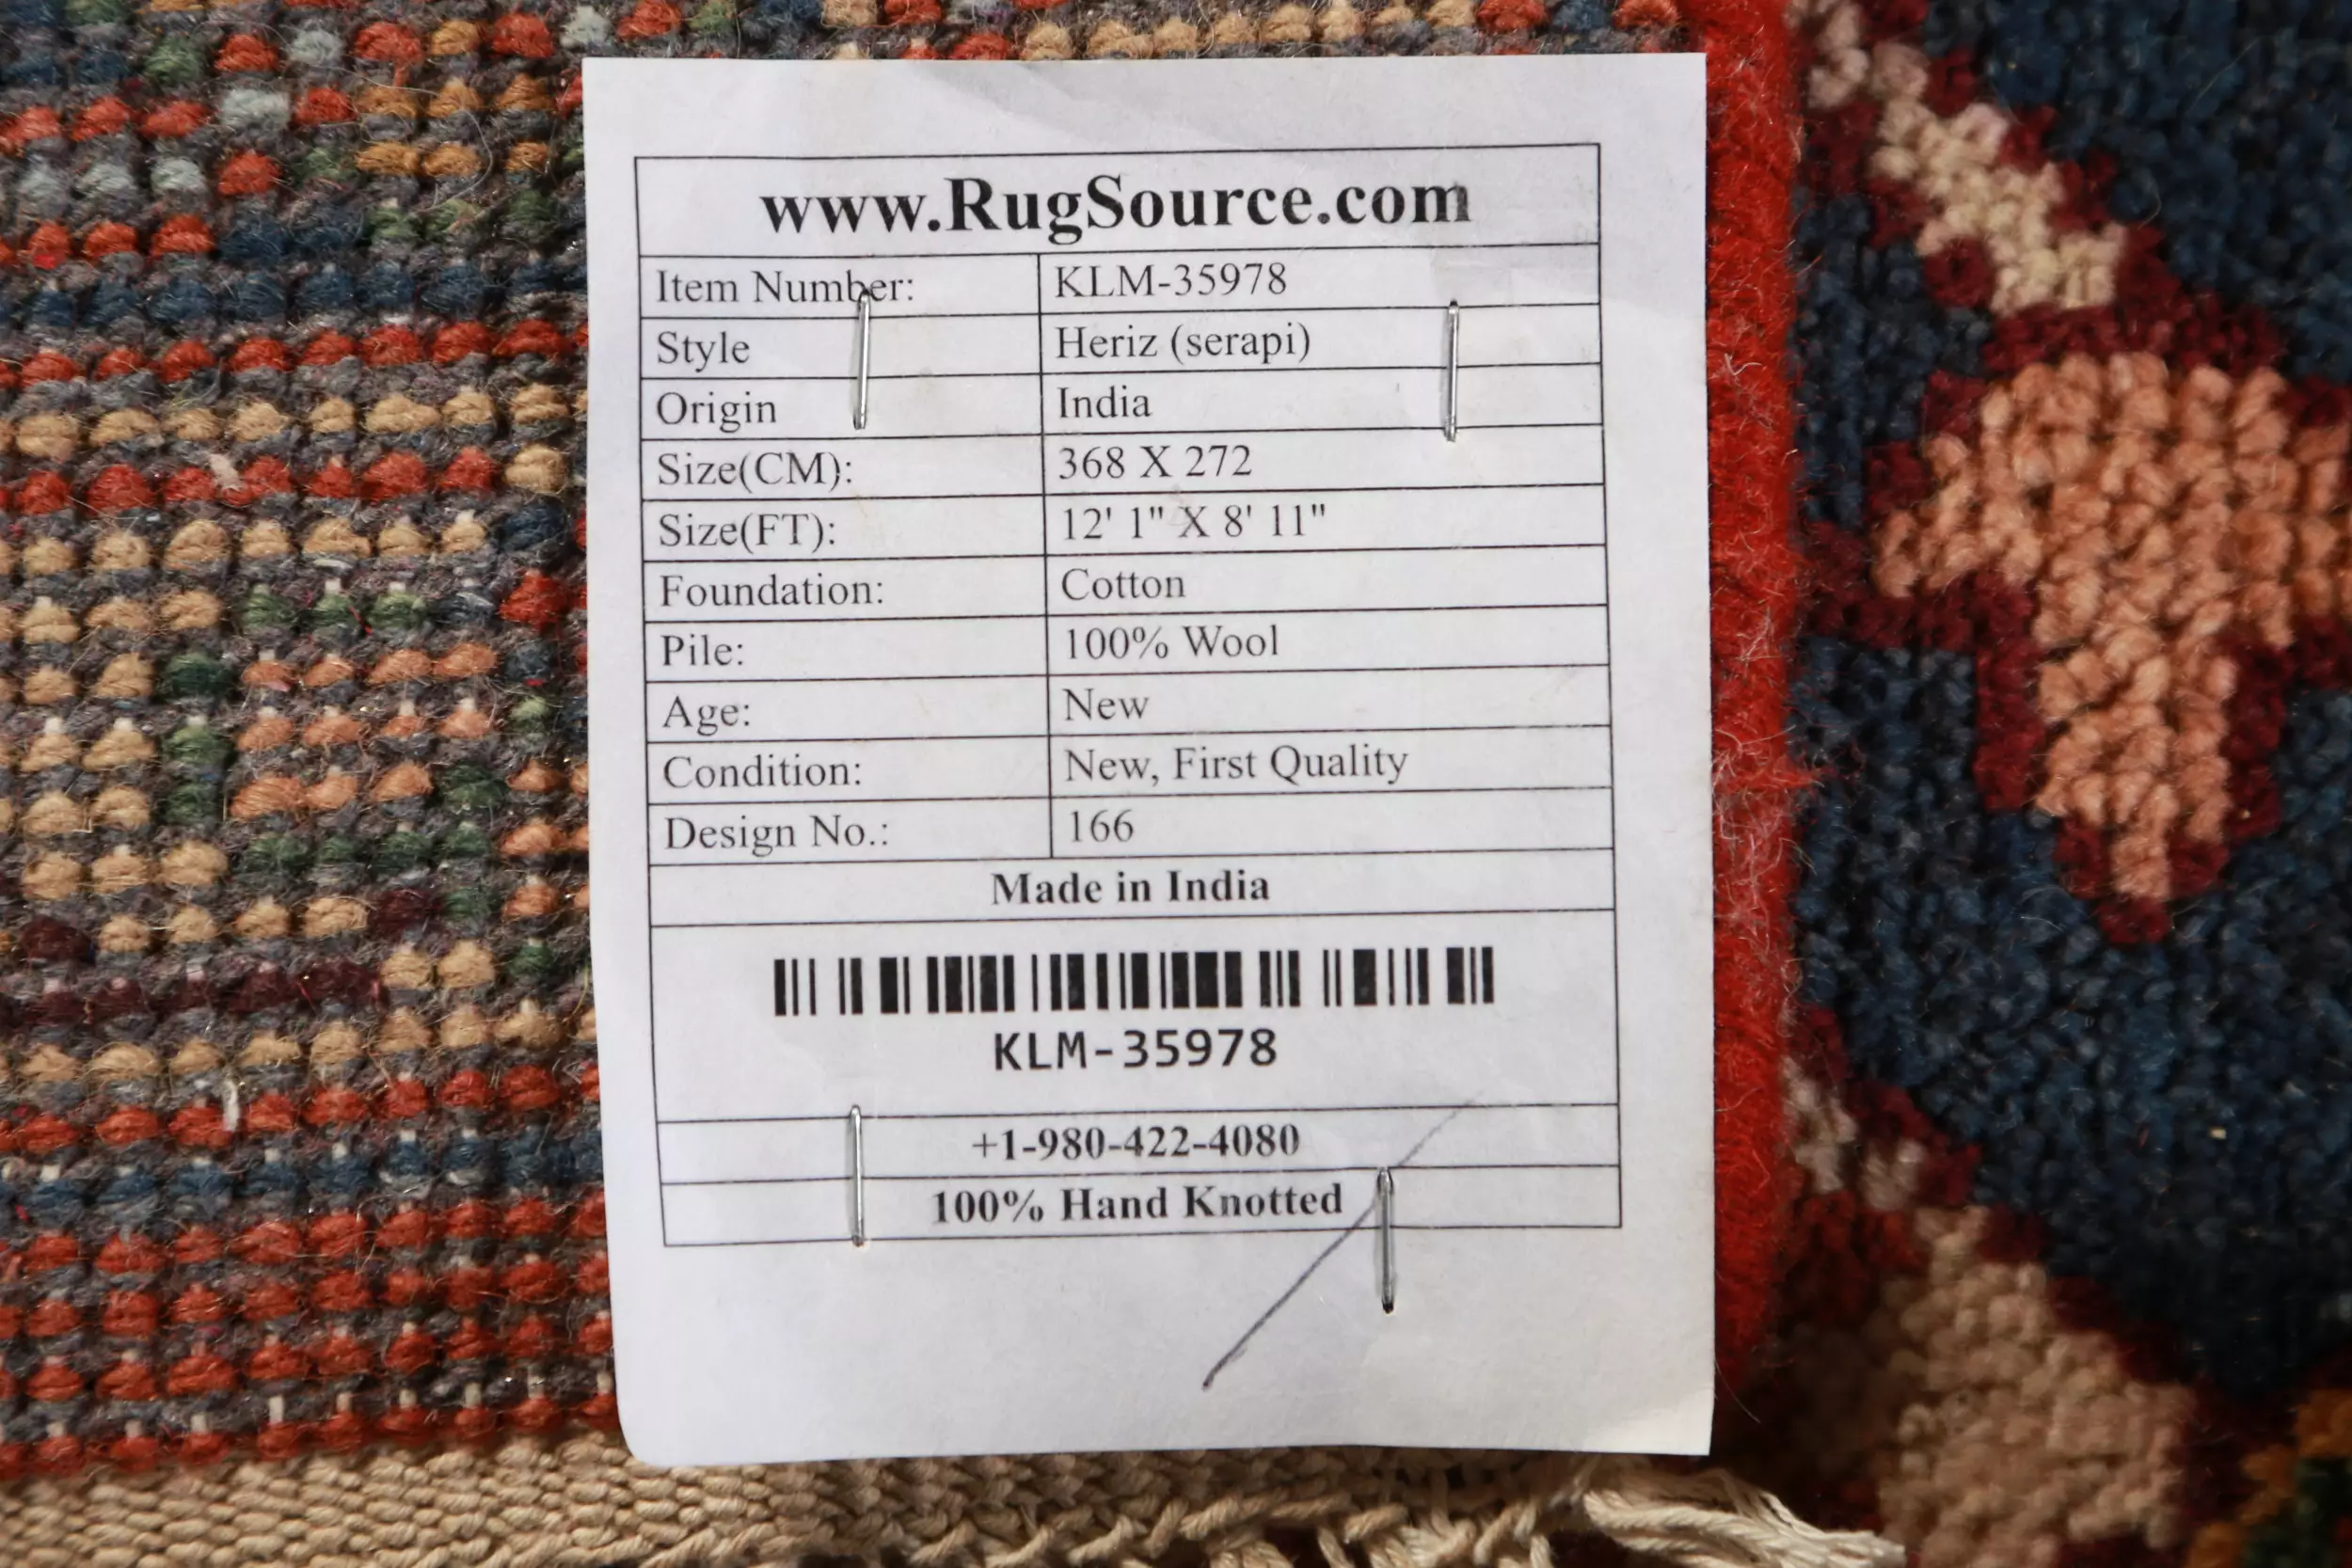 www.RugSource.com
Item Number: KLM-35978
Style Heriz (serapi)
Origin India
Size(CM): 368 X 272
Size(FT): 12' 1" X 8' 11"
Foundation: Cotton
Pile: 100% Wool
Age: New
Condition: New, First Quality
Design No.: 166
Made in India
KLM-35978
+1-980-422-4080
100% Hand Knotted